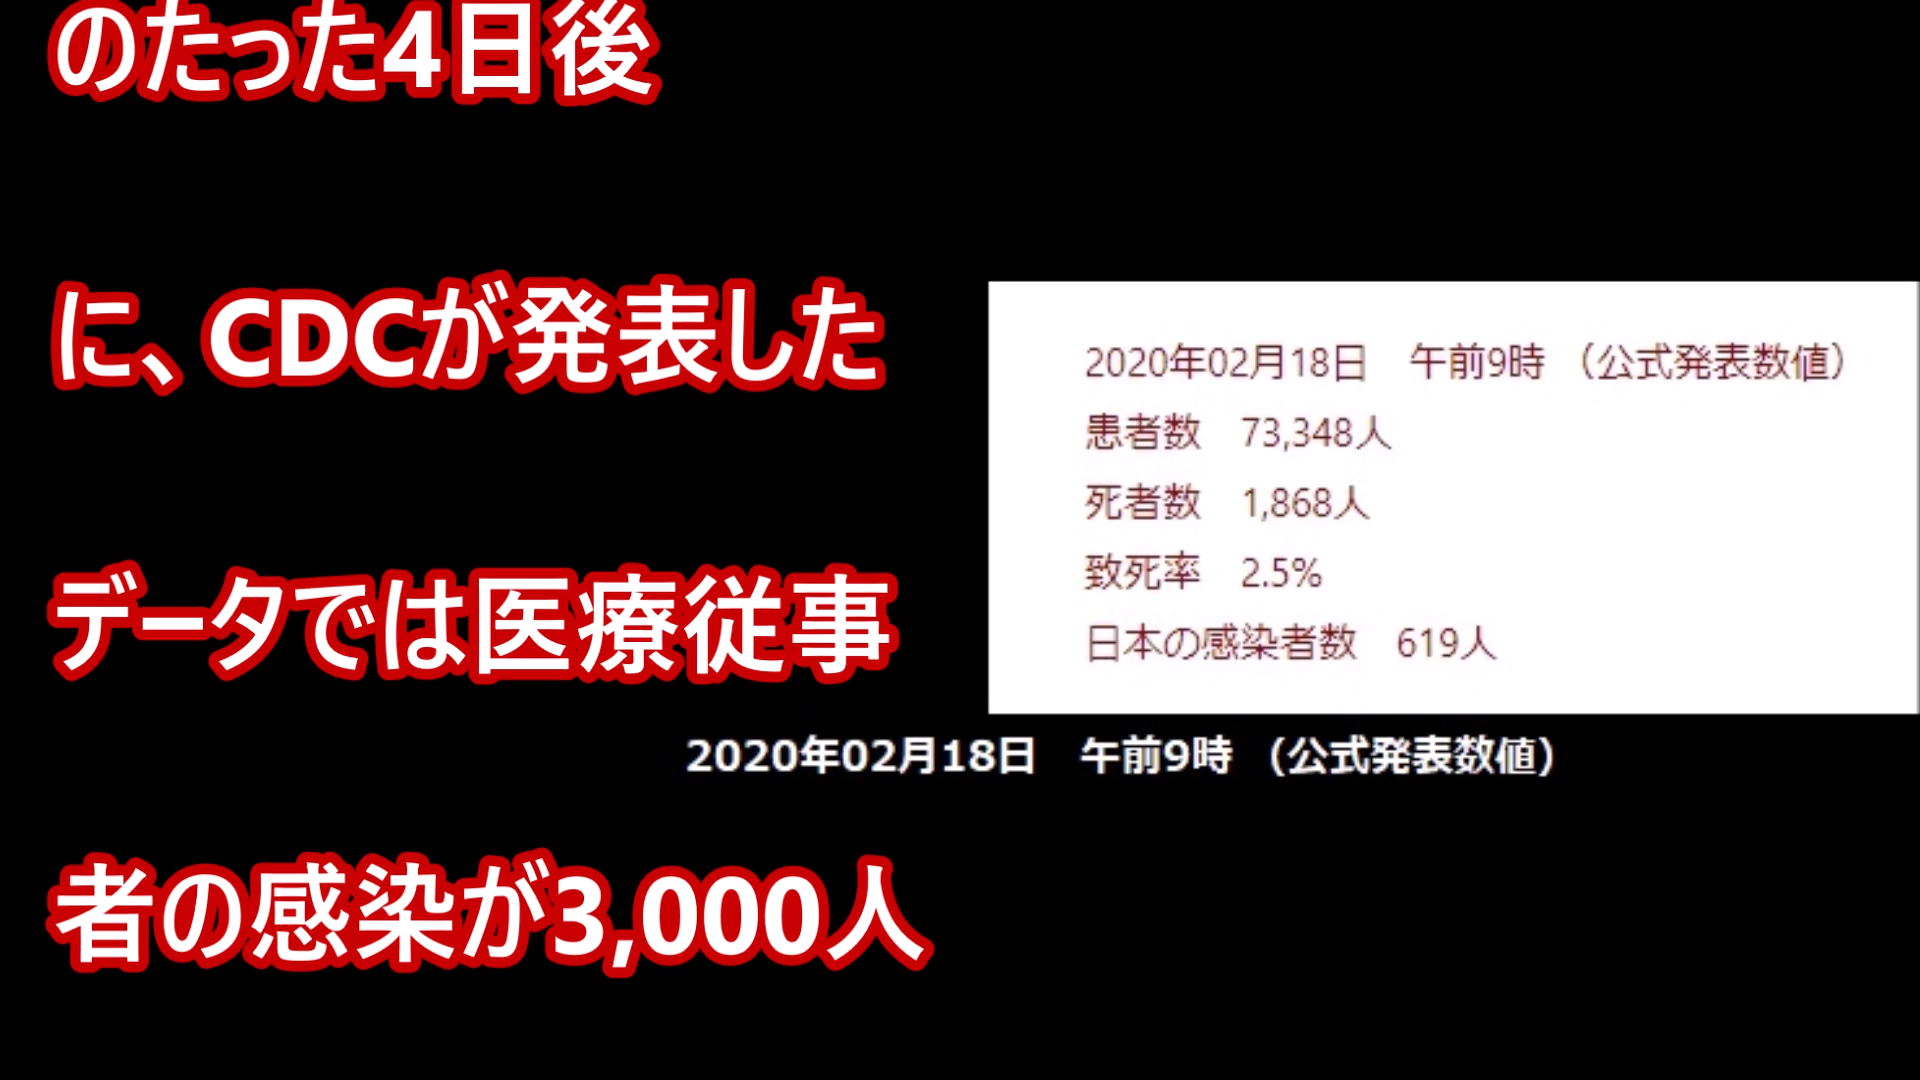 のたった4日後
に、CDCが発表した
データでは医療従事
者の感染が3,000人
2020年02月18日　午前9時 （公式発表数値）
患者数　73,348人
死者数　1,868人
致死率　2.5%
日本の感染者数　619人
2020年02月18日　午前9時 （公式発表数値）